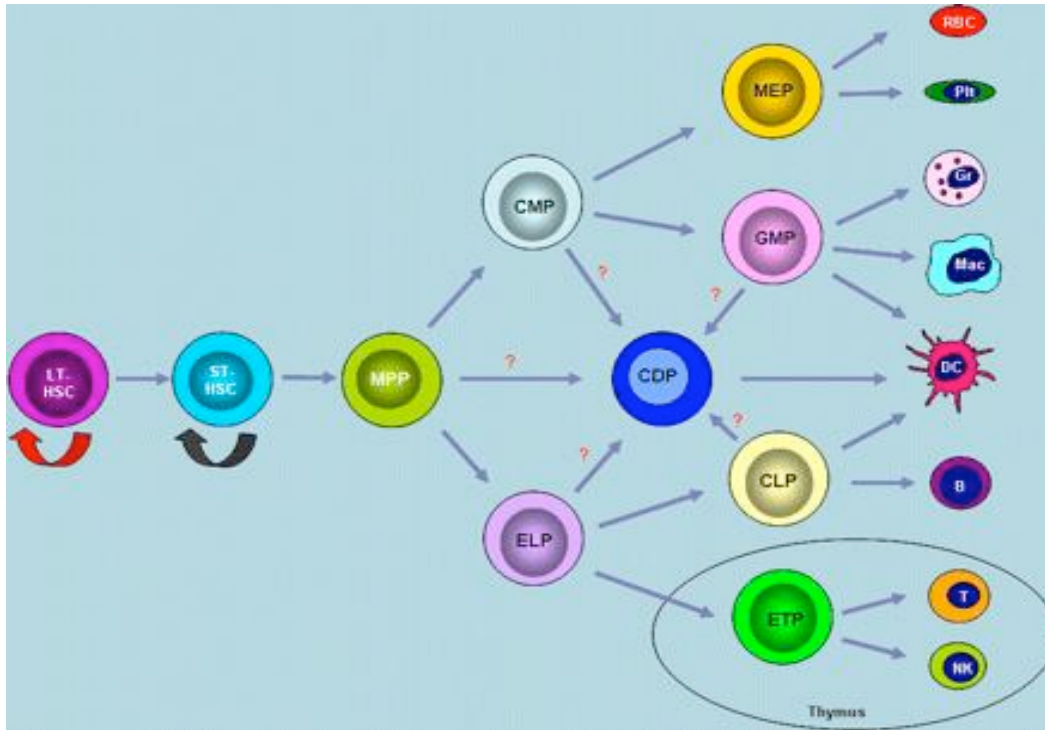 RBC
MEP
Plt
CMP
Gr
GMP
Mac
?
?
LT-
HSC
ST-
HSC
MPP
?
CDP
DC
?
?
CLP
B
ELP
ETP
T
NK
Thymus